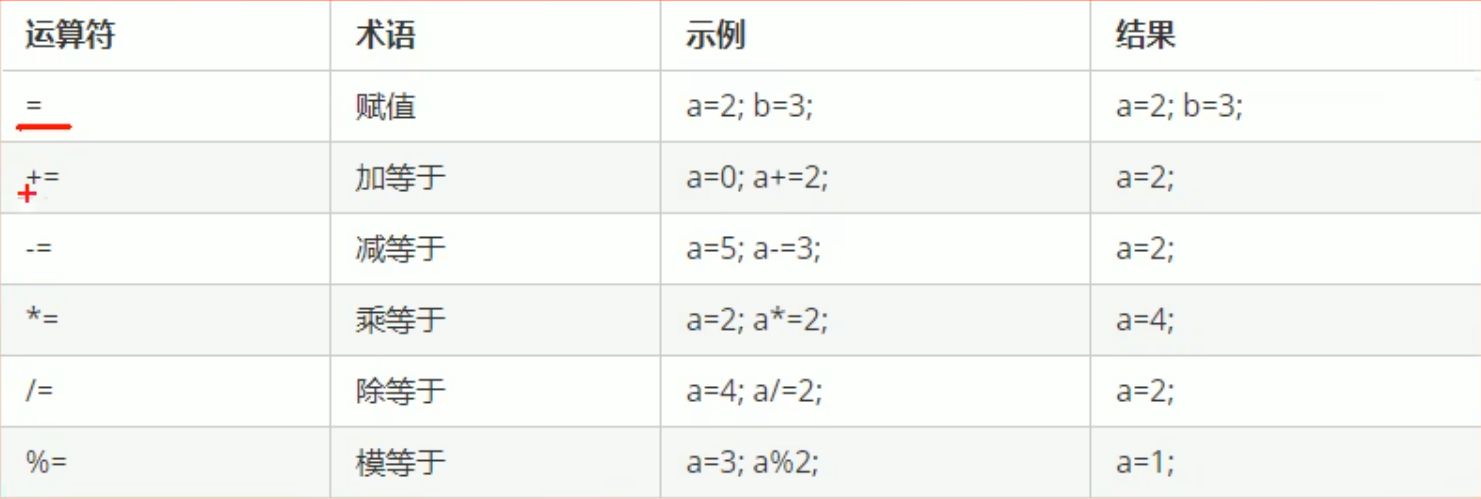 运算符 术语 示例 结果
= 赋值 a=2; b=3; a=2; b=3;
+= 加等于 a=0; a+=2; a=2;
-= 减等于 a=5; a-=3; a=2;
*= 乘等于 a=2; a*=2; a=4;
/= 除等于 a=4; a/=2; a=2;
%= 模等于 a=3; a%2; a=1;